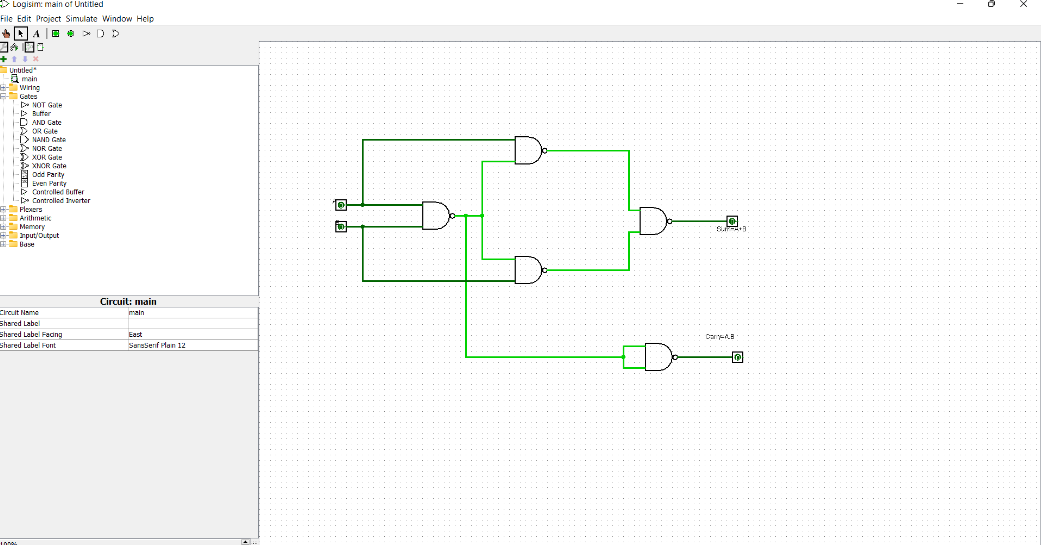 Logisim: main of Untitled
File Edit Project Simulate Window Help
A
Untitled*
main
Wiring
Gates
NOT Gate
Buffer
AND Gate
OR Gate
NAND Gate
NOR Gate
XOR Gate
XNOR Gate
Odd Parity
Even Parity
Controlled Buffer
Controlled Inverter
Plexers
Arithmetic
Memory
Input/Output
Base
Circuit: main
Circuit Name main
Shared Label
Shared Label Facing East
Shared Label Font SansSerif Plain 12
100%
Sum=A+B
Carry=A.B